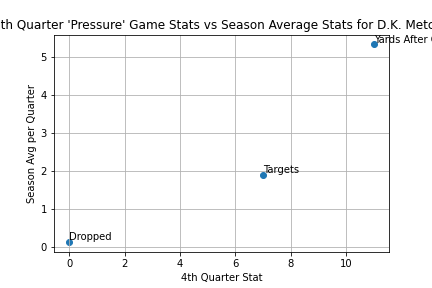 th Quarter 'Pressure' Game Stats vs Season Average Stats for D.K. Metc
Yards After
5
4
3
2
1
0
Season Avg per Quarter
Targets
Dropped
0 2 4 6 8 10
4th Quarter Stat